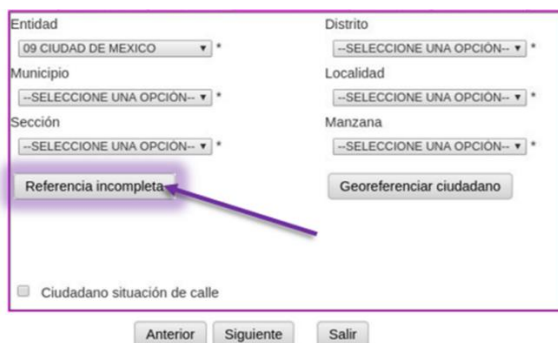 Entidad Distrito
09 CIUDAD DE MEXICO * --SELECCIONE UNA OPCIÓN-- *
Municipio Localidad
--SELECCIONE UNA OPCIÓN-- * --SELECCIONE UNA OPCIÓN-- *
Sección Manzana
--SELECCIONE UNA OPCIÓN-- * --SELECCIONE UNA OPCIÓN-- *
Referencia incompleta Georeferenciar ciudadano
Ciudadano situación de calle
Anterior Siguiente Salir